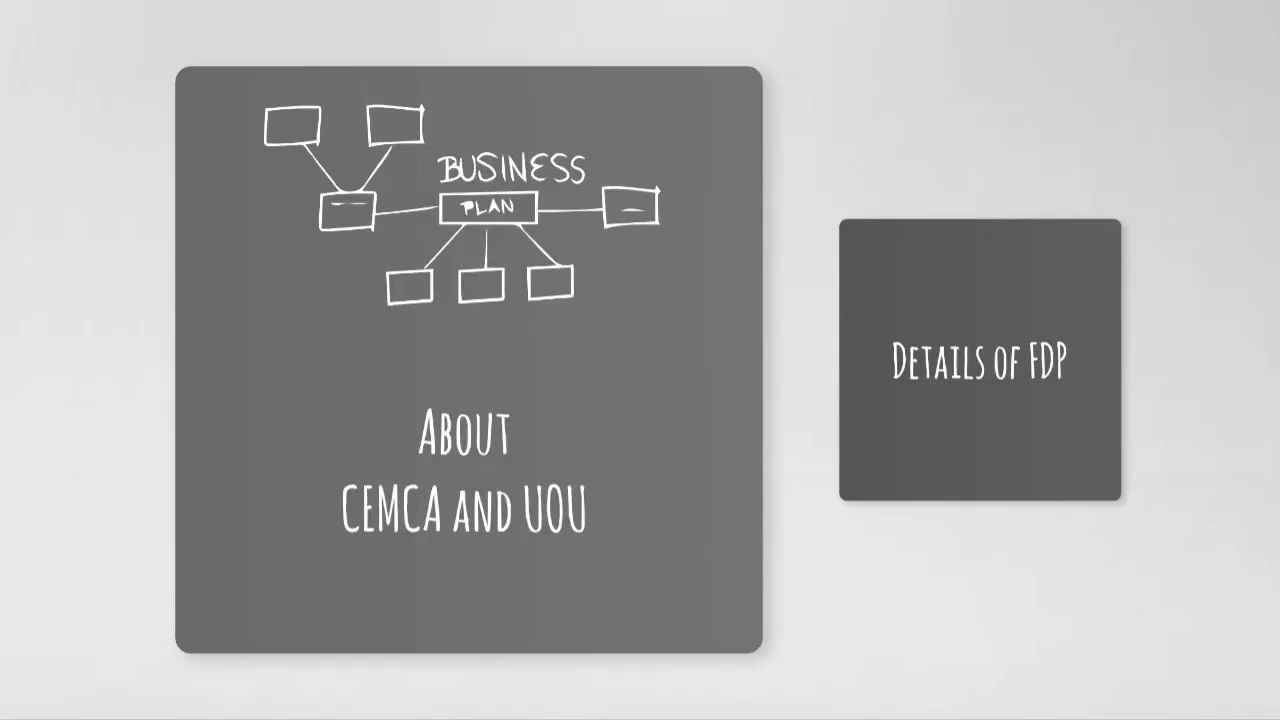 BUSINESS
PLAN
About
CEMCA and UOU
Details of FDP